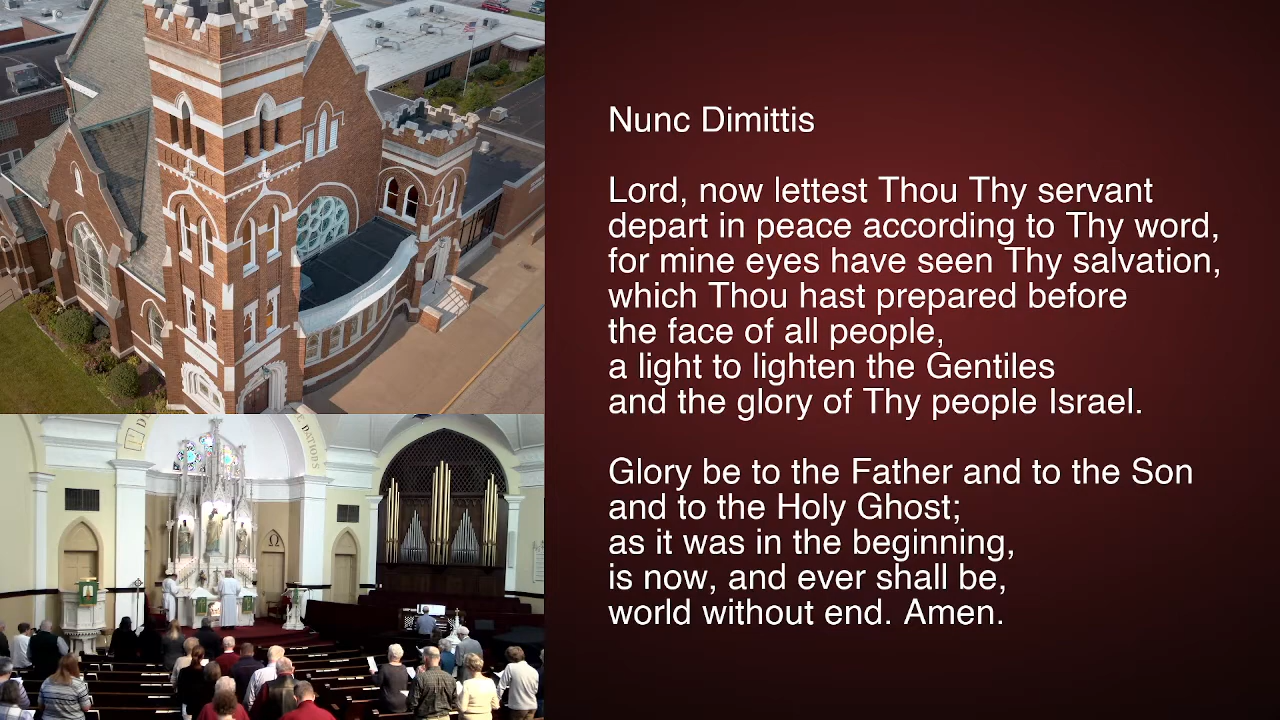 Nunc Dimittis
Lord, now lettest Thou Thy servant
depart in peace according to Thy word,
for mine eyes have seen Thy salvation,
which Thou hast prepared before
the face of all people,
a light to lighten the Gentiles
and the glory of Thy people Israel.
Glory be to the Father and to the Son
and to the Holy Ghost;
as it was in the beginning,
is now, and ever shall be,
world without end. Amen.
Ω